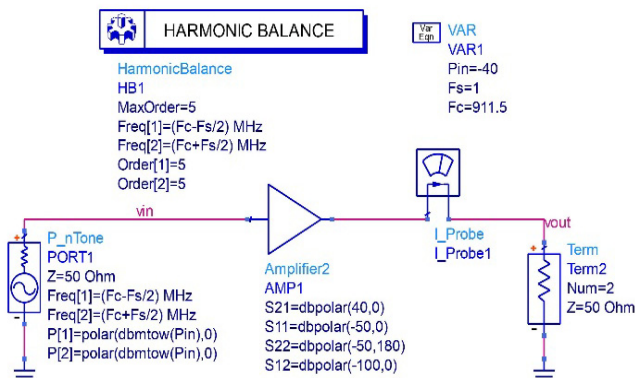 HARMONIC BALANCE
HarmonicBalance
HB1
MaxOrder=5
Freq[1]=(Fc-Fs/2) MHz
Freq[2]=(Fc+Fs/2) MHz
Order[1]=5
Order[2]=5
Var
Eqn
VAR
VAR1
Pin=-40
Fs=1
Fc=911.5
vin
P_nTone
PORT1
Z=50 Ohm
Freq[1]=(Fc-Fs/2) MHz
Freq[2]=(Fc+Fs/2) MHz
P[1]=polar(dbmtow(Pin),0)
P[2]=polar(dbmtow(Pin),0)
Amplifier2
AMP1
S21=dbpolar(40,0)
S11=dbpolar(-50,0)
S22=dbpolar(-50,180)
S12=dbpolar(-100,0)
I_Probe
I_Probe1
vout
Term
Term2
Num=2
Z=50 Ohm